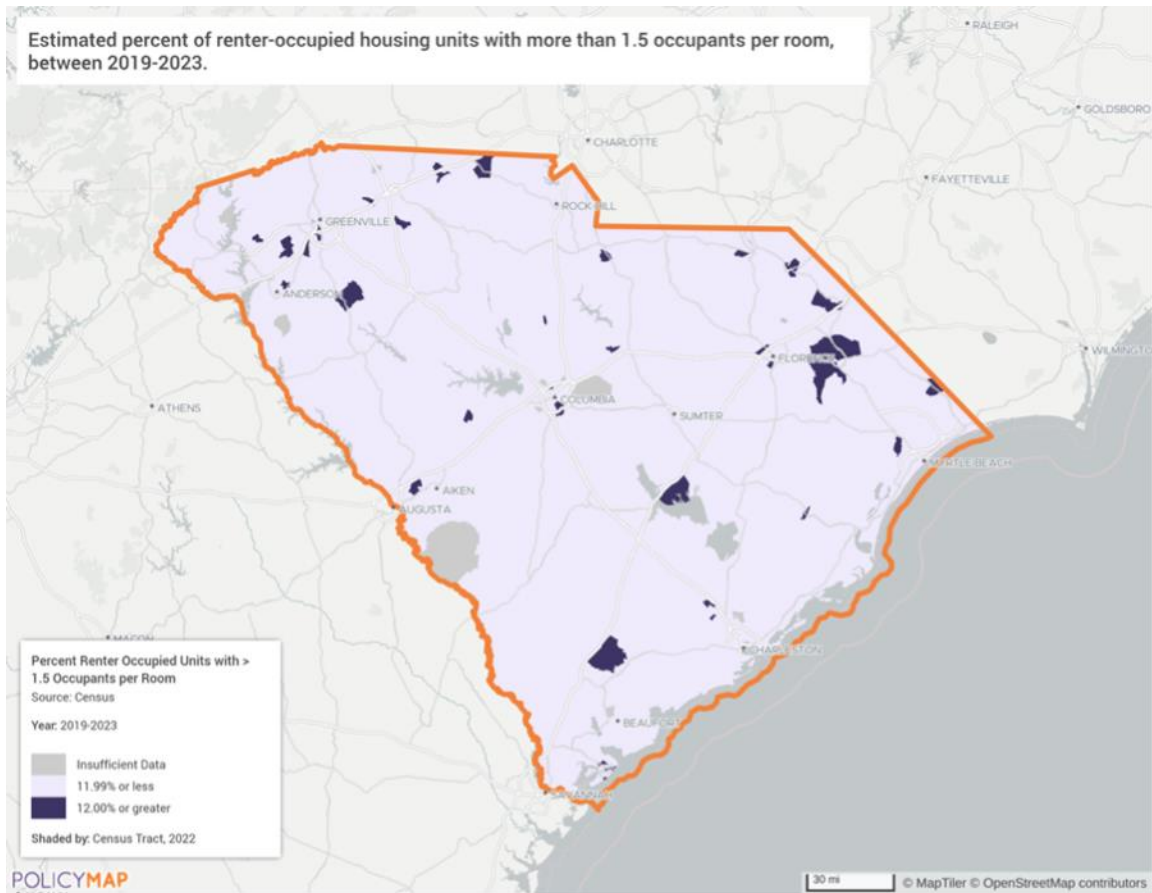 Estimated percent of renter-occupied housing units with more than 1.5 occupants per room,
between 2019-2023.
RALEIGH
GOLDSBORO
CHARLOTTE
FAYETTEVILLE
ROCK HILL
GREENVILLE
ANDERSON
WILMINGTON
FLORENCE
ATHENS
COLUMBIA
SUMTER
MYRTLE BEACH
AIKEN
AUGUSTA
MACON
CHARLESTON
BEAUFORT
SAVANNAH
Percent Renter Occupied Units with >
1.5 Occupants per Room
Source: Census
Year: 2019-2023
Insufficient Data
11.99% or less
12.00% or greater
Shaded by: Census Tract, 2022
POLICYMAP
30 mi
© MapTiler © OpenStreetMap contributors